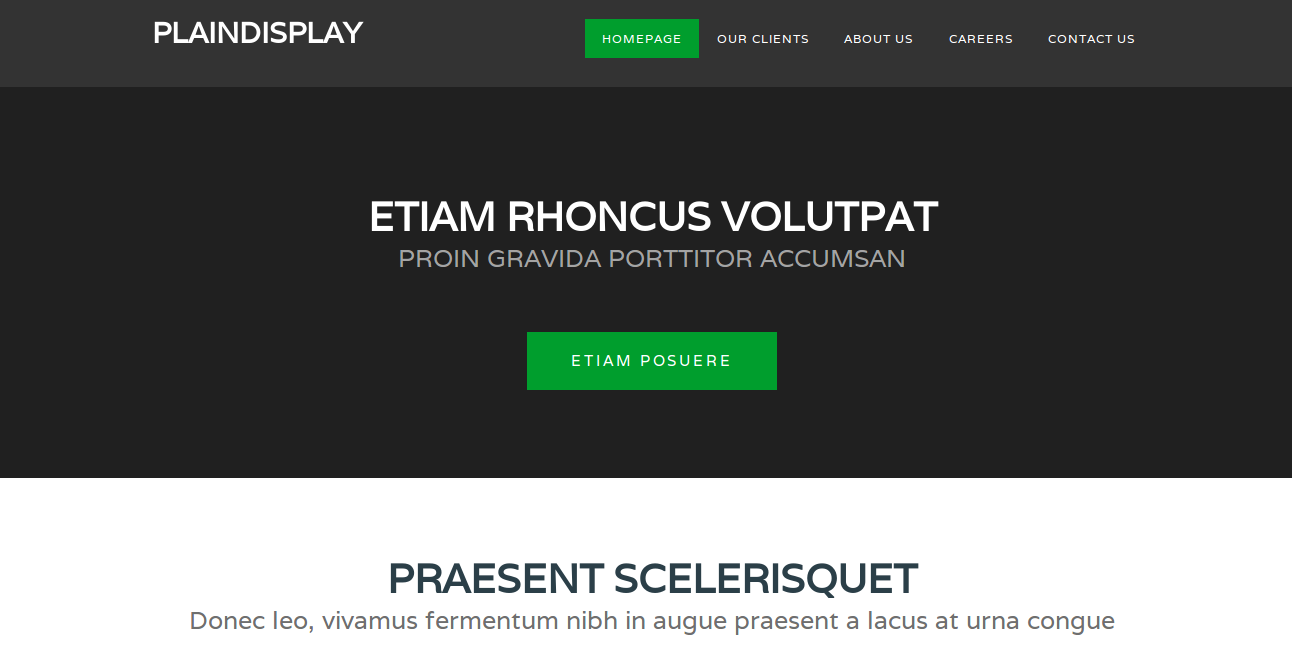 PLAINDISPLAY
HOMEPAGE OUR CLIENTS ABOUT US CAREERS CONTACT US
ETIAM RHONCUS VOLUTPAT
PROIN GRAVIDA PORTTITOR ACCUMSAN
ETIAM POSUERE
PRAESENT SCELERISQUET
Donec leo, vivamus fermentum nibh in augue praesent a lacus at urna congue